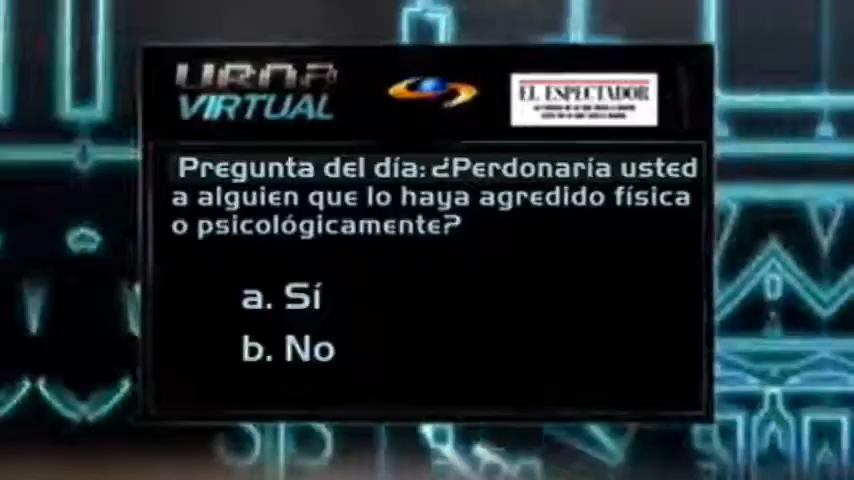 URNA
VIRTUAL
EL ESPECTADOR
Pregunta del día: ¿Perdonaría usted
a alguien que lo haya agredido física
o psicológicamente?
a. Sí
b. No